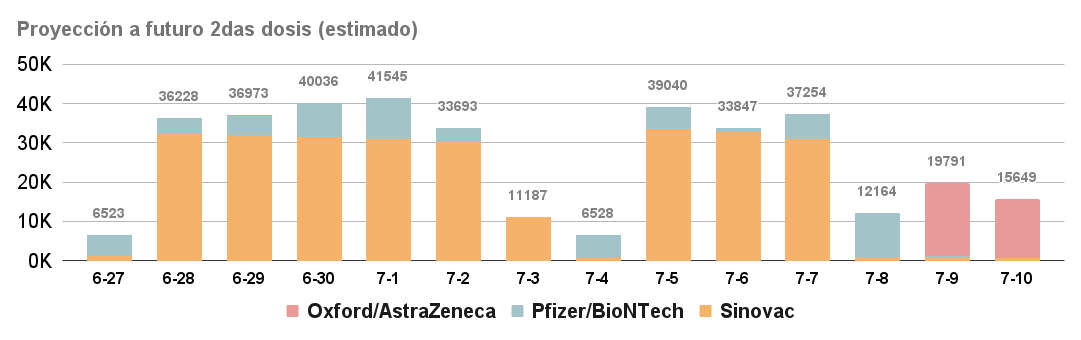 Proyección a futuro 2das dosis (estimado)
50K
40K
30K
20K
10K
0K
6523
36228
36973
40036
41545
33693
11187
6528
39040
33847
37254
12164
19791
15649
6-27
6-28
6-29
6-30
7-1
7-2
7-3
7-4
7-5
7-6
7-7
7-8
7-9
7-10
Oxford/AstraZeneca
Pfizer/BioNTech
Sinovac